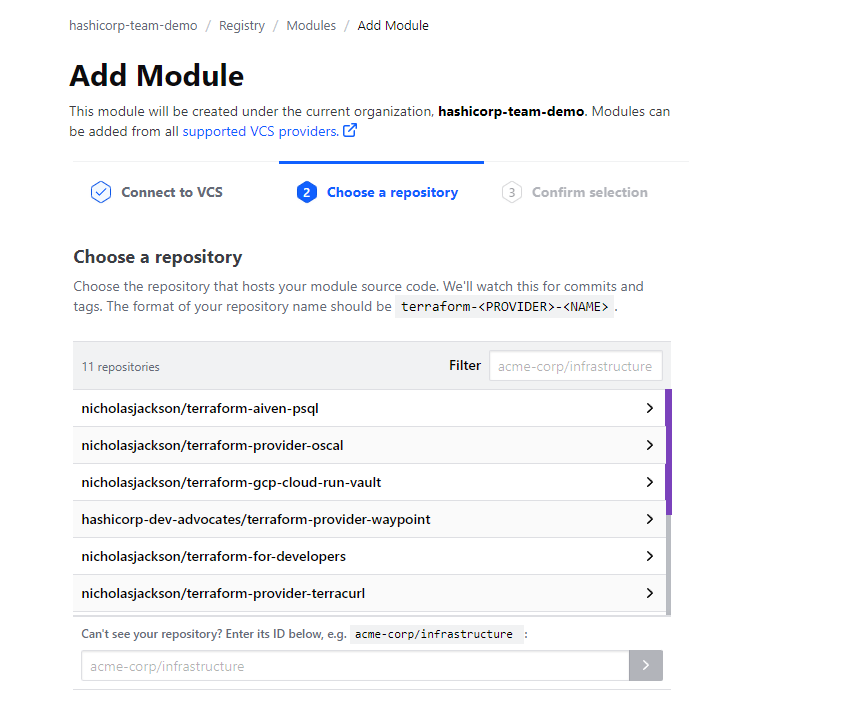 hashicorp-team-demo / Registry / Modules / Add Module
Add Module
This module will be created under the current organization, hashicorp-team-demo. Modules can
be added from all supported VCS providers.
Connect to VCS
2 Choose a repository
3 Confirm selection
Choose a repository
Choose the repository that hosts your module source code. We'll watch this for commits and
tags. The format of your repository name should be terraform-<PROVIDER>-<NAME> .
11 repositories
Filter acme-corp/infrastructure
nicholasjackson/terraform-aiven-psql
nicholasjackson/terraform-provider-oscal
nicholasjackson/terraform-gcp-cloud-run-vault
hashicorp-dev-advocates/terraform-provider-waypoint
nicholasjackson/terraform-for-developers
nicholasjackson/terraform-provider-terracurl
Can't see your repository? Enter its ID below, e.g. acme-corp/infrastructure :
acme-corp/infrastructure